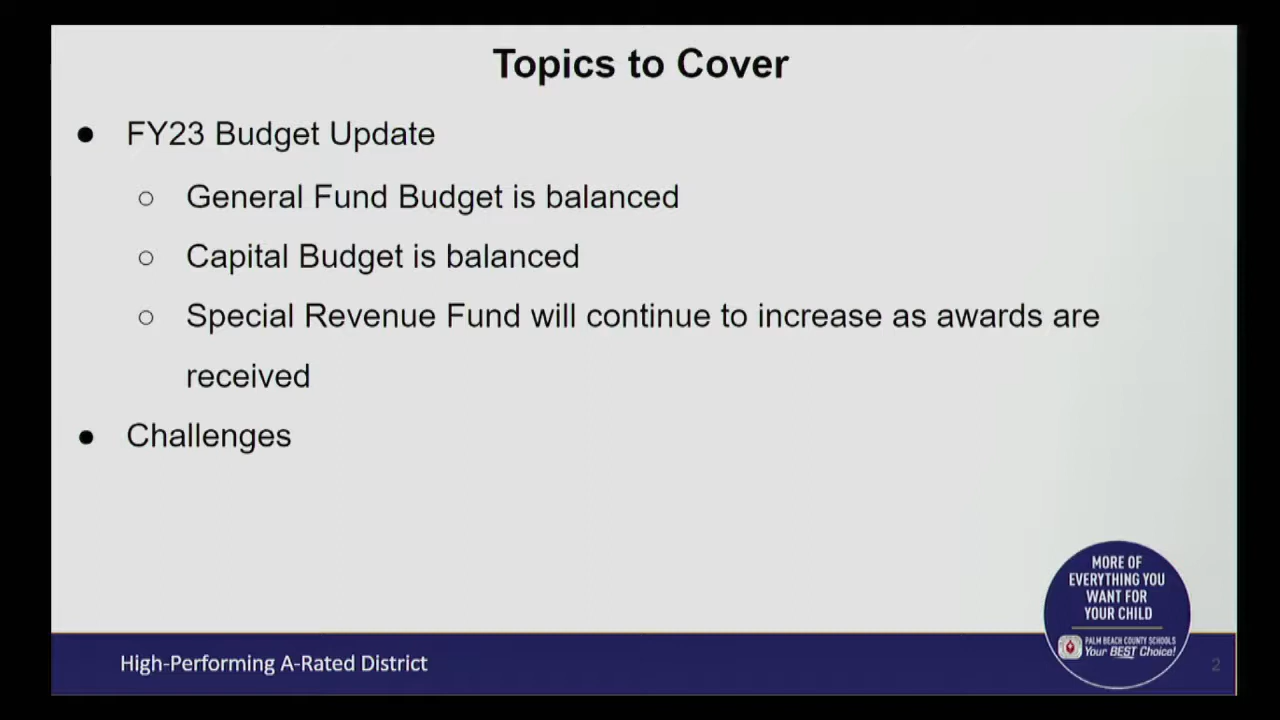 Topics to Cover
● FY23 Budget Update
○ General Fund Budget is balanced
○ Capital Budget is balanced
○ Special Revenue Fund will continue to increase as awards are
received
● Challenges
MORE OF
EVERYTHING YOU
WANT FOR
YOUR CHILD
PALM BEACH COUNTY SCHOOLS
Your BEST Choice!
High-Performing A-Rated District
2